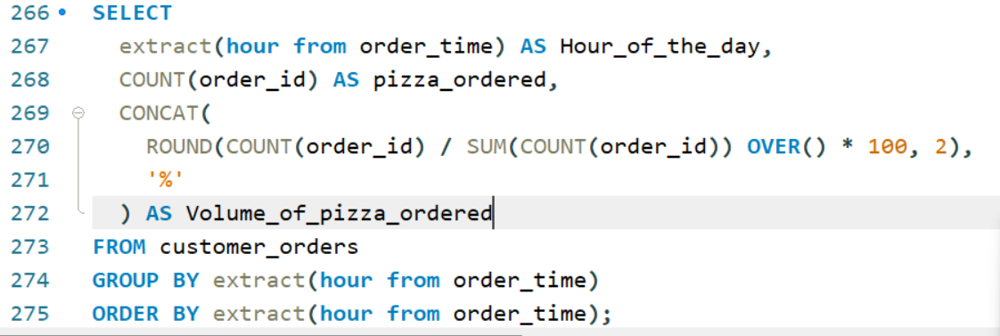 266 SELECT
267 extract(hour from order_time) AS Hour_of_the_day,
268 COUNT(order_id) AS pizza_ordered,
269 CONCAT(
270 ROUND(COUNT(order_id) / SUM(COUNT(order_id)) OVER() * 100, 2),
271 '%'
272 ) AS Volume_of_pizza_ordered
273 FROM customer_orders
274 GROUP BY extract(hour from order_time)
275 ORDER BY extract(hour from order_time);